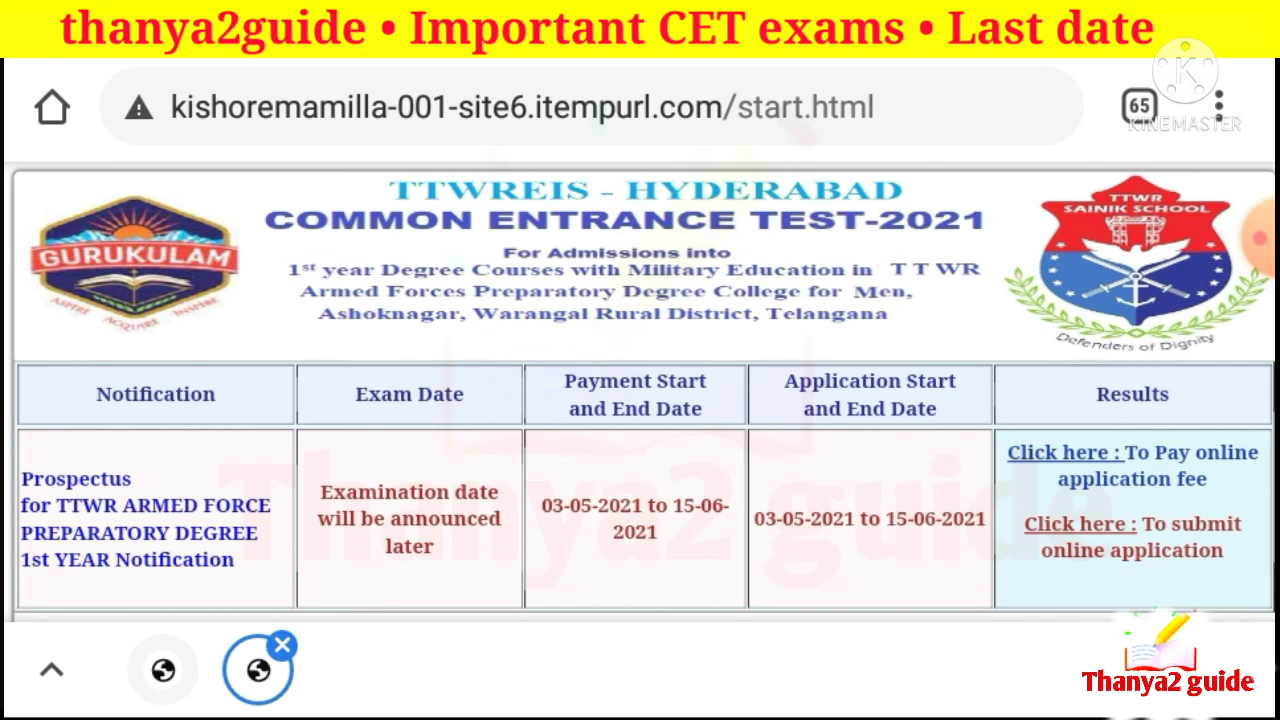 thanya2guide • Important CET exams • Last date
kishoremamilla-001-site6.itempurl.com/start.html
65
K
KINEMASTER
TTWREIS - HYDERABAD
COMMON ENTRANCE TEST-2021
For Admissions into
1st year Degree Courses with Military Education in T T WR
Armed Forces Preparatory Degree College for Men,
Ashoknagar, Warangal Rural District, Telangana
GURUKULAM
ASPIRE ACQUIRE INSPIRE
TTWR
SAINIK SCHOOL
Defenders of Dignity
Notification
Exam Date
Payment Start
and End Date
Application Start
and End Date
Results
Prospectus
for TTWR ARMED FORCE
PREPARATORY DEGREE
1st YEAR Notification
Examination date
will be announced
later
03-05-2021 to 15-06-
2021
03-05-2021 to 15-06-2021
Click here : To Pay online
application fee
Click here : To submit
online application
Thanya2 guide
Thanya2 guide